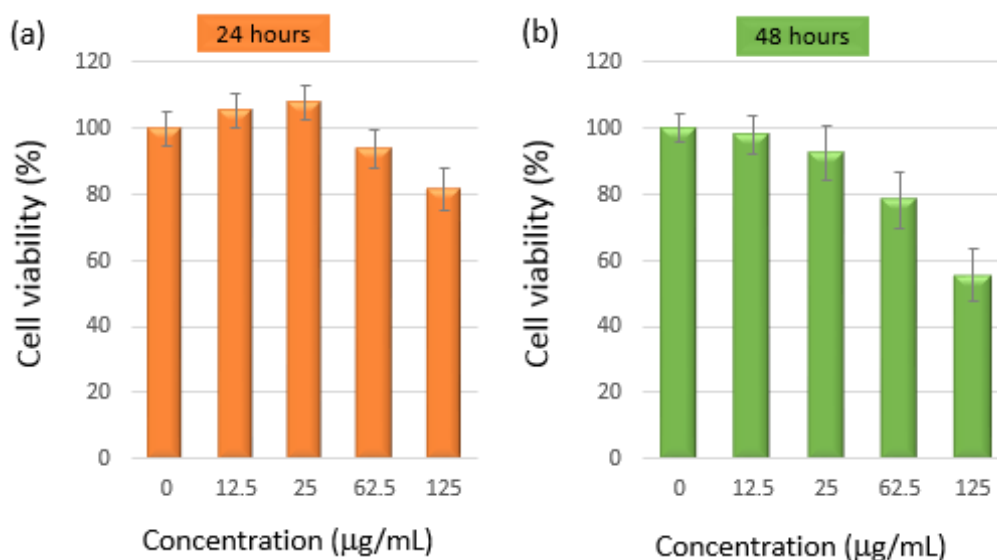 (a)
24 hours
120
100
80
60
40
20
0
Cell viability (%)
0 12.5 25 62.5 125
Concentration (µg/mL)
(b)
48 hours
120
100
80
60
40
20
0
Cell viability (%)
0 12.5 25 62.5 125
Concentration (µg/mL)